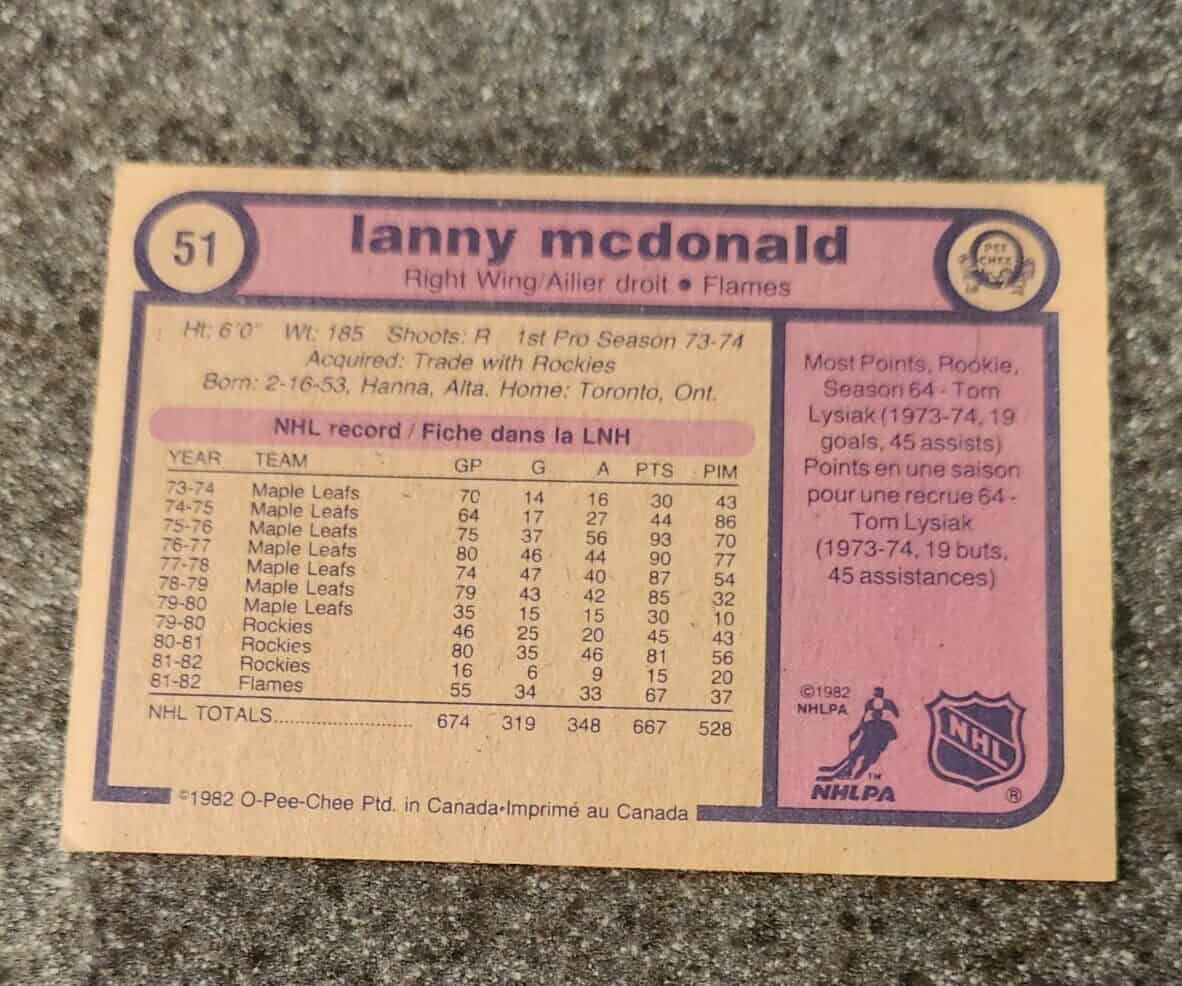 51
lanny mcdonald
Right Wing/Ailier droit • Flames
PEE
CHEE
Ht: 6'0" Wt: 185 Shoots: R 1st Pro Season 73-74
Acquired: Trade with Rockies
Born: 2-16-53, Hanna, Alta. Home: Toronto, Ont.
NHL record / Fiche dans la LNH
YEAR TEAM GP G A PTS PIM
73-74 Maple Leafs 70 14 16 30 43
74-75 Maple Leafs 64 17 27 44 86
75-76 Maple Leafs 75 37 56 93 70
76-77 Maple Leafs 80 46 44 90 77
77-78 Maple Leafs 74 47 40 87 54
78-79 Maple Leafs 79 43 42 85 32
79-80 Maple Leafs 35 15 15 30 10
79-80 Rockies 46 25 20 45 43
80-81 Rockies 80 35 46 81 56
81-82 Rockies 16 6 9 15 20
81-82 Flames 55 34 33 67 37
NHL TOTALS........................ 674 319 348 667 528
©1982 O-Pee-Chee Ptd. in Canada•Imprimé au Canada
Most Points, Rookie,
Season 64 - Tom
Lysiak (1973-74, 19
goals, 45 assists)
Points en une saison
pour une recrue 64 -
Tom Lysiak
(1973-74, 19 buts,
45 assistances)
©1982
NHLPA
TM
NHLPA
NHL
®